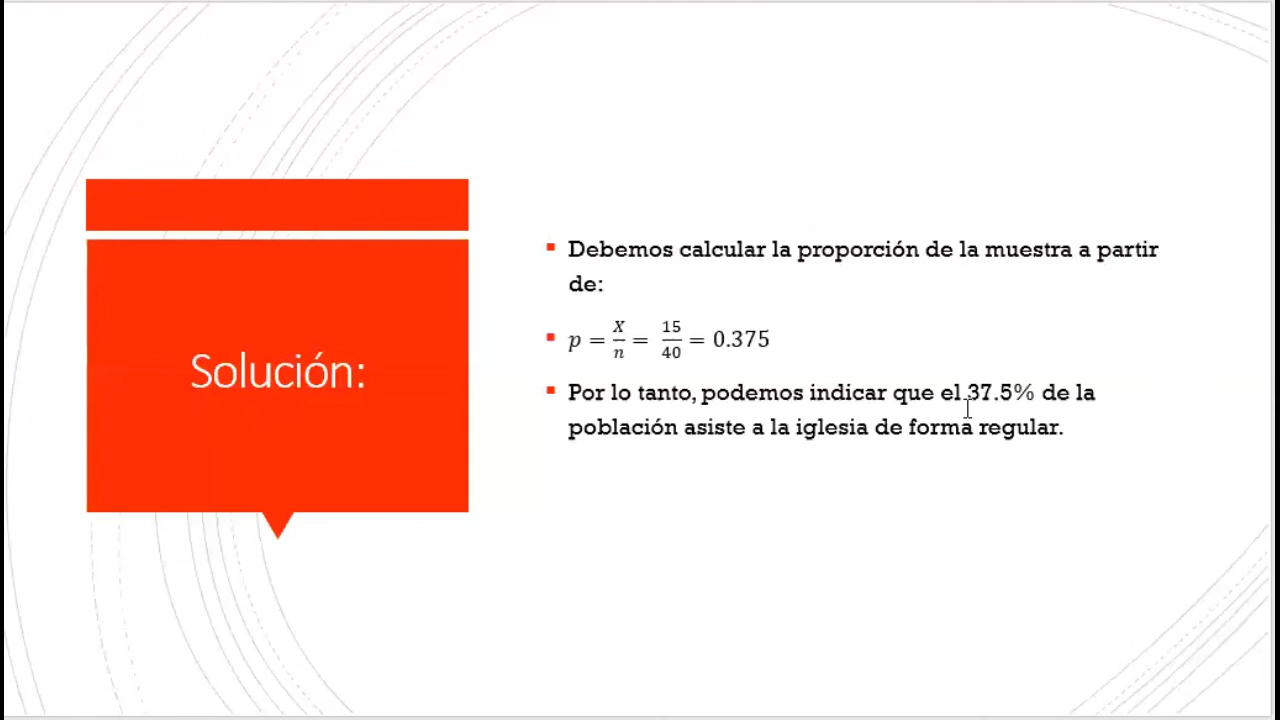 Solución:
Debemos calcular la proporción de la muestra a partir
de:
p = X/n = 15/40 = 0.375
Por lo tanto, podemos indicar que el 37.5% de la
población asiste a la iglesia de forma regular.